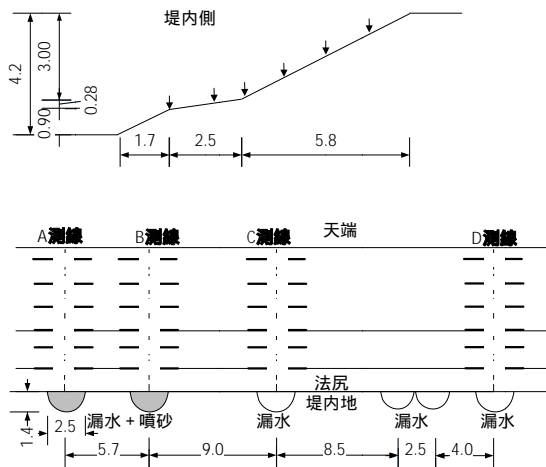 堤内側
4.2
3.00
0.28
0.90
1.7
2.5
5.8
天端
A測線
B測線
C測線
D測線
法尻
堤内地
漏水＋噴砂
漏水
漏水
漏水
1.4
2.5
5.7
9.0
8.5
2.5
4.0